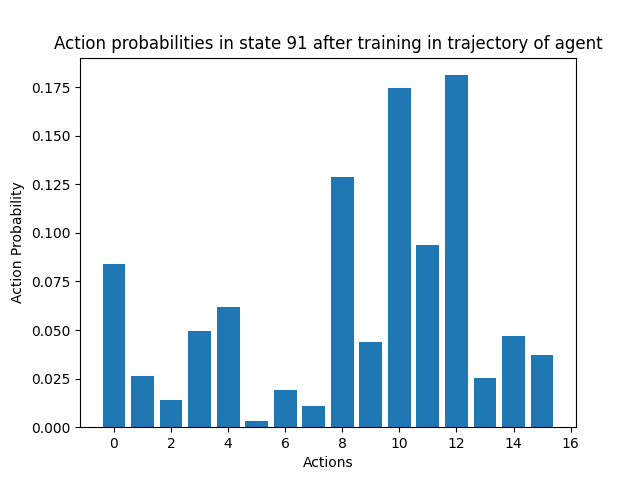 Action probabilities in state 91 after training in trajectory of agent
0.175
0.150
0.125
0.100
0.075
0.050
0.025
0.000
Action Probability
0 2 4 6 8 10 12 14 16
Actions